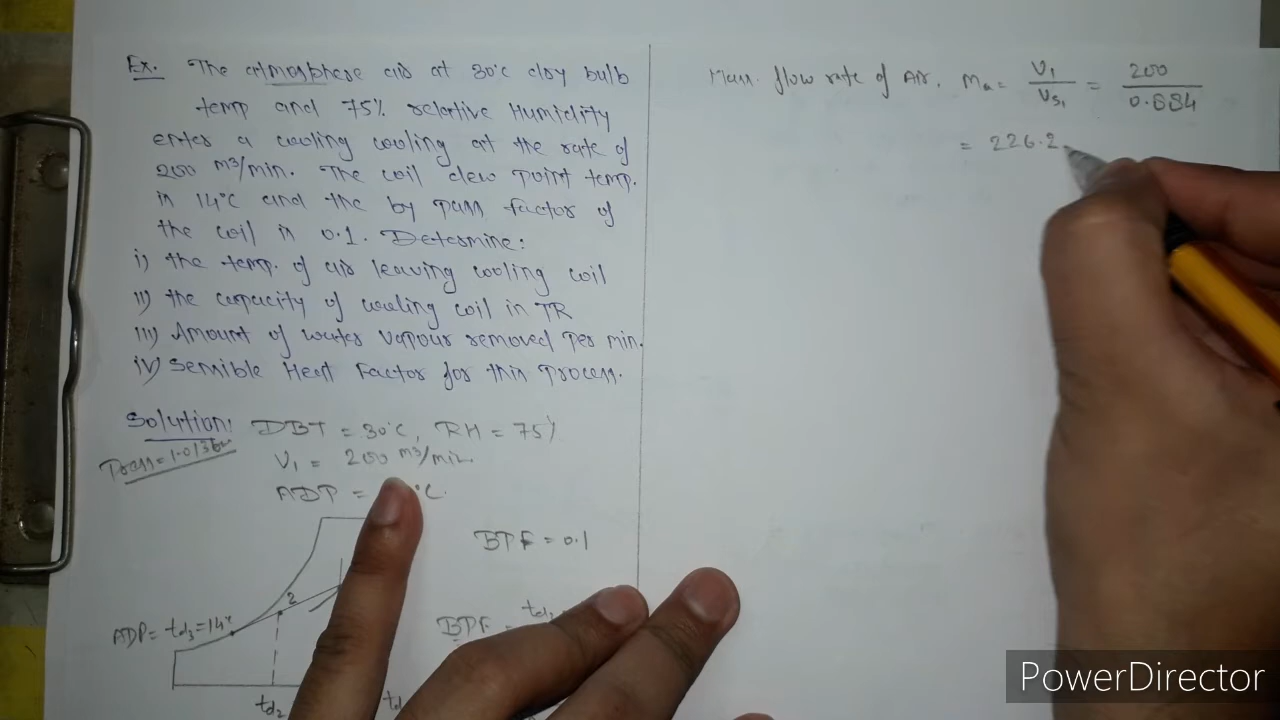 Ex. The atmosphere air at 30°C dry bulb
temp and 75% relative Humidity
enter a cooling cooling at the rate of
200 m³/min. The coil dew point temp.
is 14°C and the by pass factor of
the coil is 0.1. Determine:
i) the temp. of air leaving cooling coil
ii) the capacity of cooling coil in TR
iii) Amount of water vapour removed per min.
iv) Sensible Heat Factor for this process.
Solution: DBT = 30°C, RH = 75%
Press = 1.013 bar
V₁ = 200 m³/min.
ADP = °C.
BPF = 0.1
2
ADP = td₃ = 14°
BPF =
td₂
Mass flow rate of Air, Ma = V₁ / Vs₁ = 200 / 0.884
= 226.2
PowerDirector